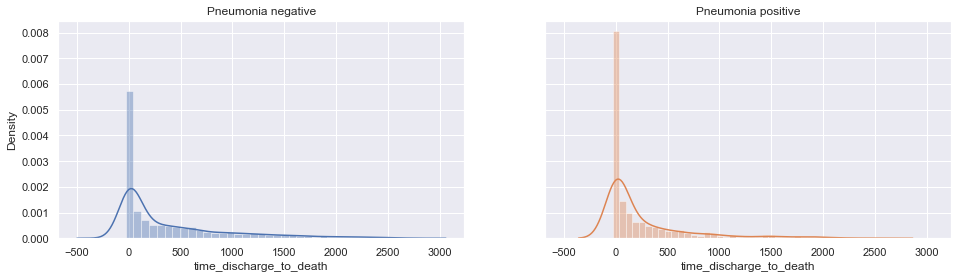 Pneumonia negative
Pneumonia positive
0.008
0.007
0.006
0.005
0.004
0.003
0.002
0.001
0.000
Density
−500 0 500 1000 1500 2000 2500 3000
−500 0 500 1000 1500 2000 2500 3000
time_discharge_to_death
time_discharge_to_death